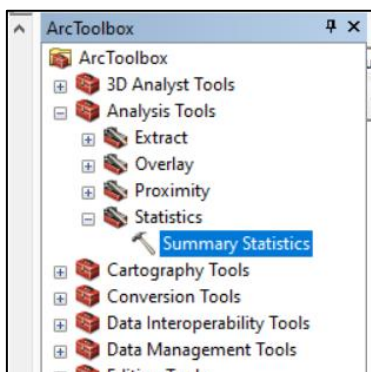 ArcToolbox
ArcToolbox
3D Analyst Tools
Analysis Tools
Extract
Overlay
Proximity
Statistics
Summary Statistics
Cartography Tools
Conversion Tools
Data Interoperability Tools
Data Management Tools